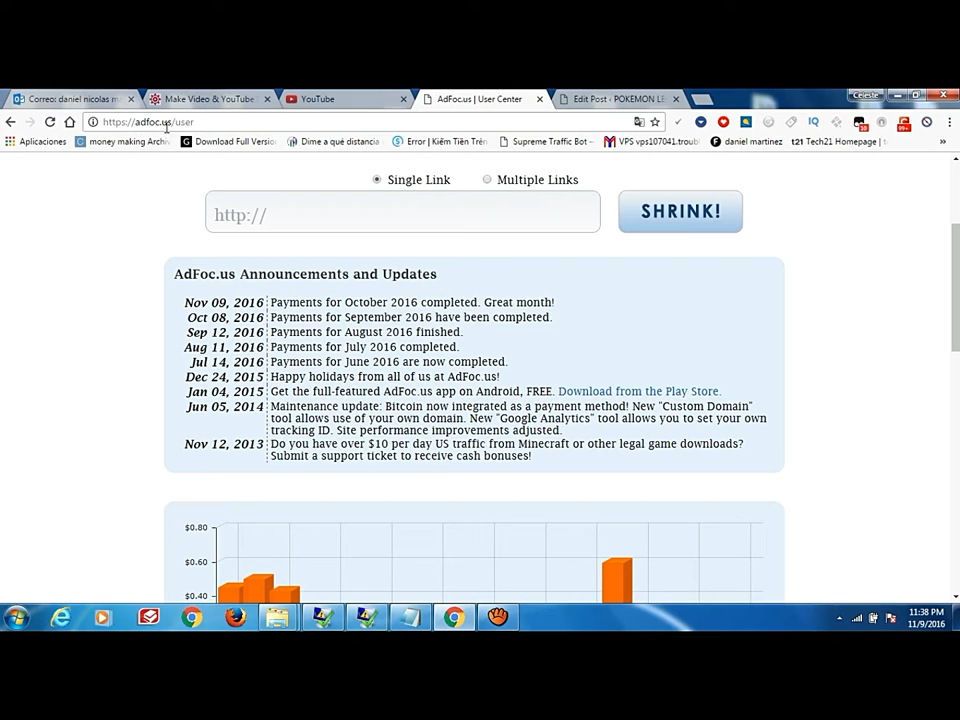 Correo: daniel nicolas m
Make Video & YouTube
YouTube
AdFoc.us | User Center
Edit Post ‹ POKEMON LE
Celeste
https://adfoc.us/user
Aplicaciones
money making Archiv
Download Full Versio
Dime a qué distancia
Error | Kiếm Tiền Trên
Supreme Traffic Bot –
VPS vps107041.troubl
daniel martinez
t21 Tech21 Homepage | te
»
IQ
10
99+
Single Link
Multiple Links
http://
SHRINK!
AdFoc.us Announcements and Updates
Nov 09, 2016 Payments for October 2016 completed. Great month!
Oct 08, 2016 Payments for September 2016 have been completed.
Sep 12, 2016 Payments for August 2016 finished.
Aug 11, 2016 Payments for July 2016 completed.
Jul 14, 2016 Payments for June 2016 are now completed.
Dec 24, 2015 Happy holidays from all of us at AdFoc.us!
Jan 04, 2015 Get the full-featured AdFoc.us app on Android, FREE. Download from the Play Store.
Jun 05, 2014 Maintenance update: Bitcoin now integrated as a payment method! New "Custom Domain"
tool allows use of your own domain. New "Google Analytics" tool allows you to set your own
tracking ID. Site performance improvements adjusted.
Nov 12, 2013 Do you have over $10 per day US traffic from Minecraft or other legal game downloads?
Submit a support ticket to receive cash bonuses!
$0.80
$0.60
$0.40
11:38 PM
11/9/2016